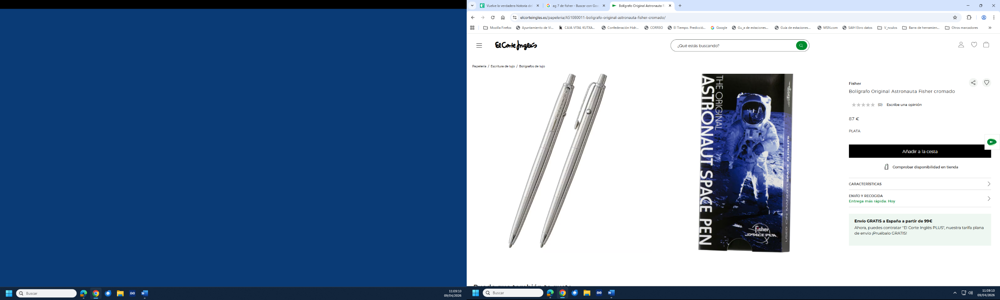 Vuelve la verdadera historia del
ag 7 de fisher - Buscar con Goo
Bolígrafo Original Astronauta Fi
elcorteingles.es/papeleria/A51080011-boligrafo-original-astronauta-fisher-cromado/
Mozilla Firefox
Ayuntamiento de Vi...
CAJA VITAL KUTXA...
Confederación Hidr...
CORREO
El Tiempo. Predicció...
Google
Gu_a de estaciones...
Guía de estaciones...
MSN.com
SAIH Ebro datos
V_nculos
Barra de herramien...
Otros marcadores
El Corte Inglés
¿Qué estás buscando?
Papelería / Escritura de lujo / Bolígrafos de lujo
THE ORIGINAL
ASTRONAUT SPACE PEN
USED ON MANNED SPACE FLIGHTS
fisher
SPACE PEN
Fisher
Bolígrafo Original Astronauta Fisher cromado
(0) Escribe una opinión
87 €
PLATA
Añadir a la cesta
Comprobar disponibilidad en tienda
CARACTERÍSTICAS
ENVÍO Y RECOGIDA
Entrega más rápida: Hoy
Envío GRATIS a España a partir de 99€
Ahora, puedes contratar "El Corte Inglés PLUS", nuestra tarifa plana
de envío ¡Pruébalo GRATIS!
Buscar
11:09:10
09/04/2026
Buscar
11:09:10
09/04/2026